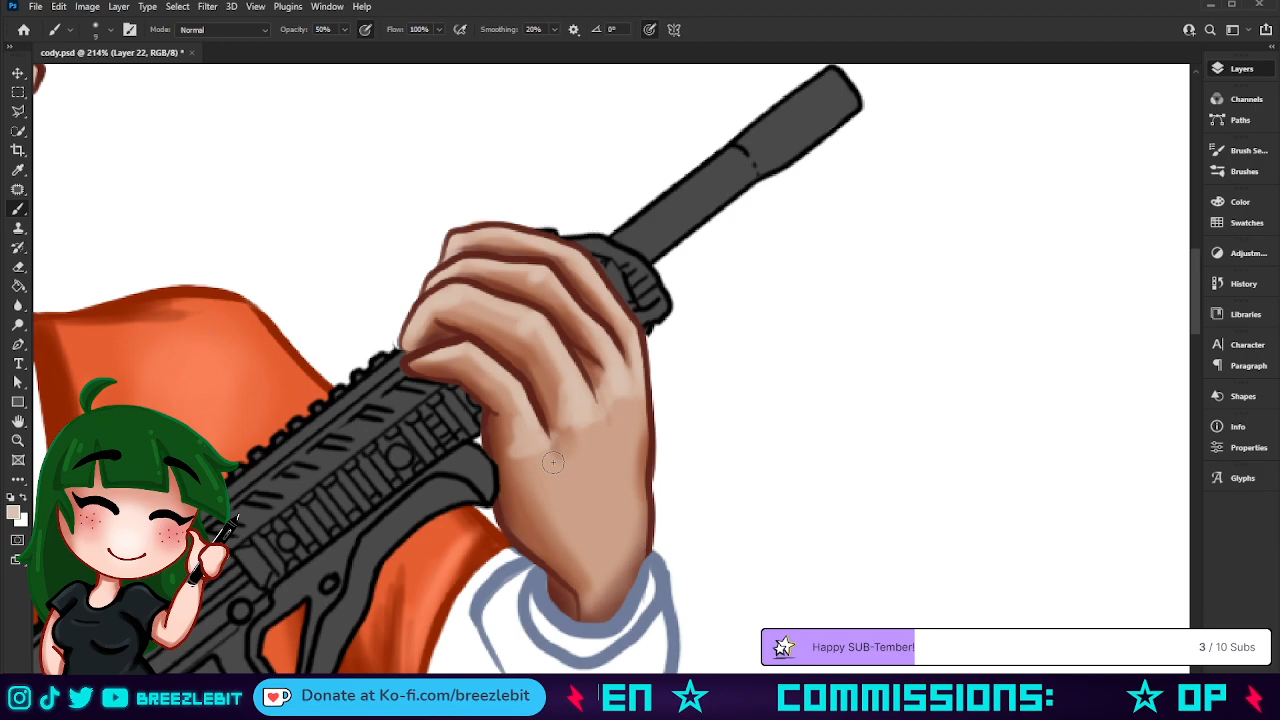 Ps File Edit Image Layer Type Select Filter 3D View Plugins Window Help
9 Mode: Normal Opacity: 50% Flow: 100% Smoothing: 20% 0°
cody.psd @ 214% (Layer 22, RGB/8) * ×
Layers
Channels
Paths
Brush Se...
Brushes
Color
Swatches
Adjustm...
History
Libraries
Character
Paragraph
Shapes
Info
Properties
Glyphs
Happy SUB-Tember! 3 / 10 Subs
BREEZLEBIT Donate at Ko-fi.com/breezlebit EN COMMISSIONS: OP